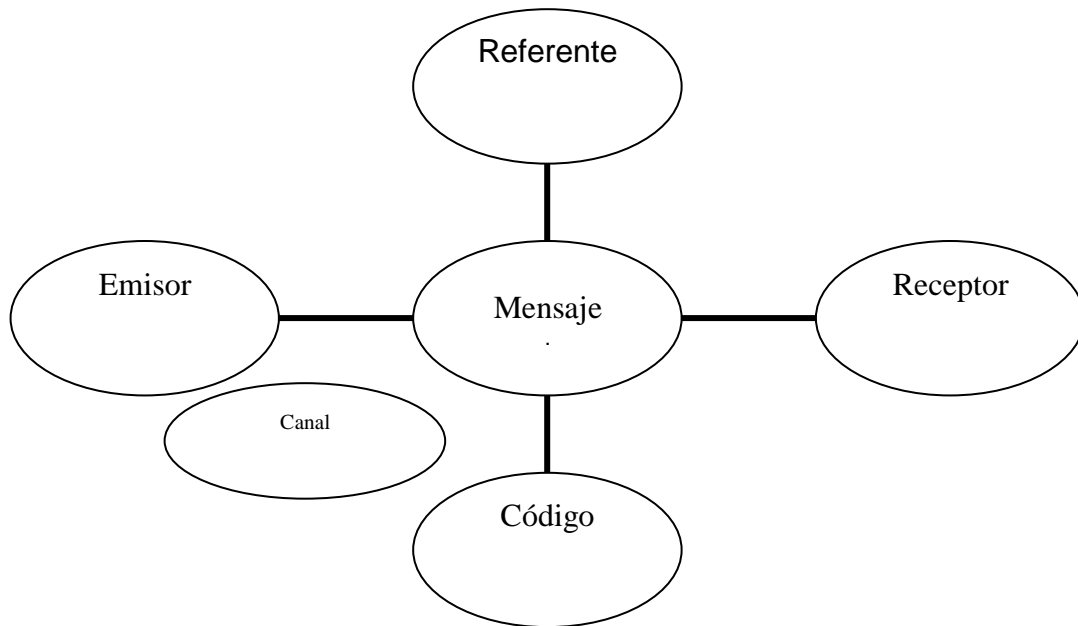 Referente
Emisor
Mensaje
.
Receptor
Canal
Código